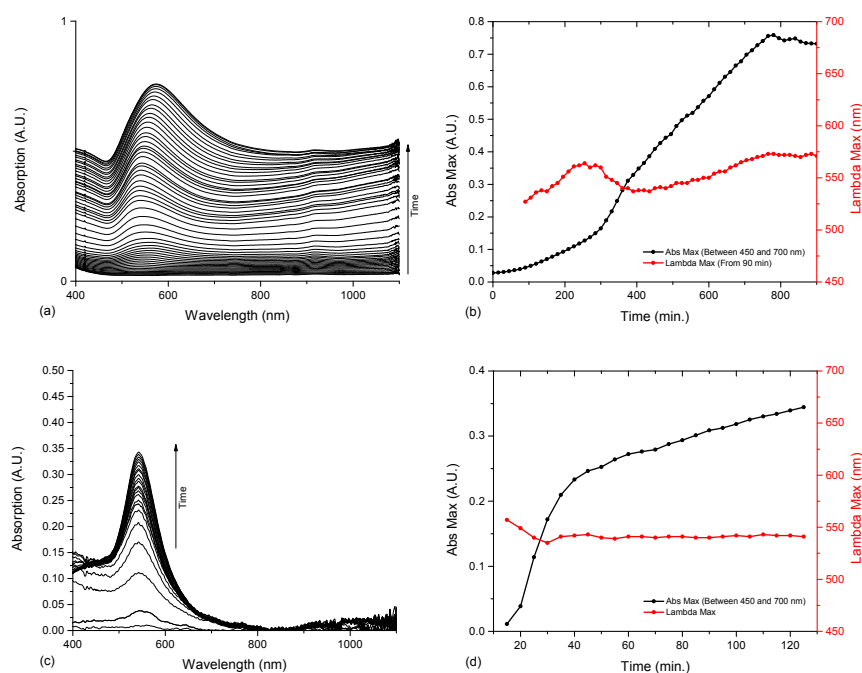 1
Absorption (A.U.)
0
400
600
800
1000
Wavelength (nm)
Time
(a)
0.8
0.7
0.6
0.5
0.4
0.3
0.2
0.1
0.0
Abs Max (A.U.)
0
200
400
600
800
Time (min.)
700
650
600
550
500
450
Lambda Max (nm)
Abs Max (Between 450 and 700 nm)
Lambda Max (From 90 min)
(b)
0.50
0.45
0.40
0.35
0.30
0.25
0.20
0.15
0.10
0.05
0.00
Absorption (A.U.)
400
600
800
1000
Wavelength (nm)
Time
(c)
0.4
0.3
0.2
0.1
0.0
Abs Max (A.U.)
20
40
60
80
100
120
Time (min.)
700
650
600
550
500
450
Lambda Max (nm)
Abs Max (Between 450 and 700 nm)
Lambda Max
(d)